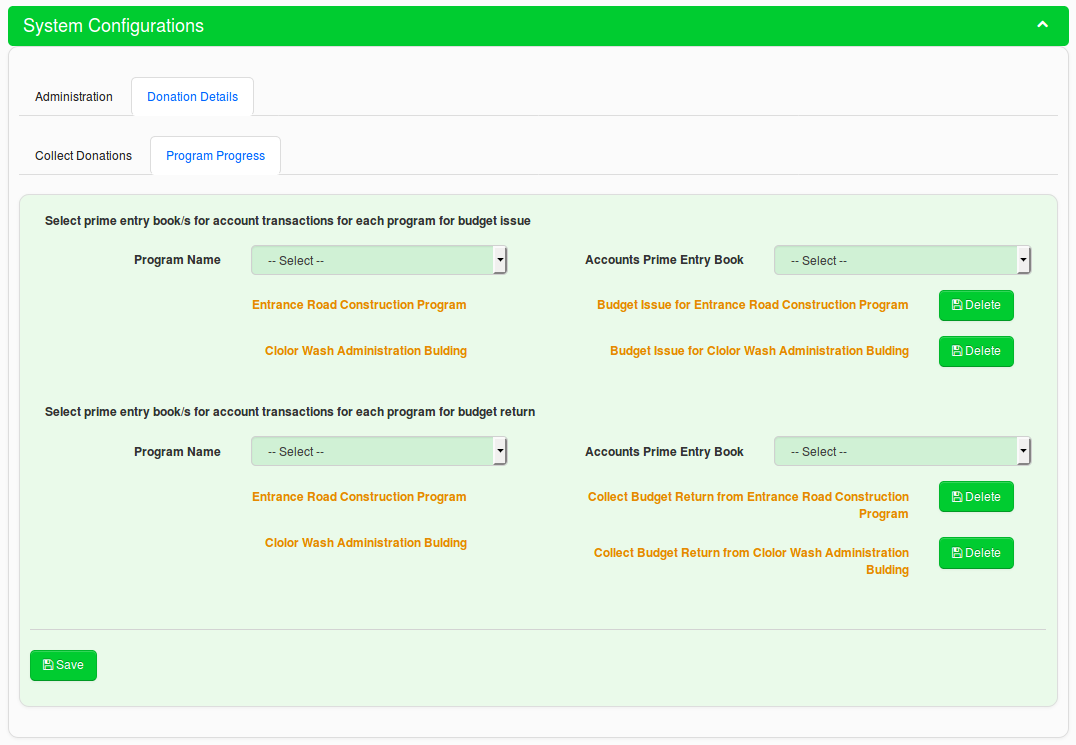 System Configurations
Administration
Donation Details
Collect Donations
Program Progress
Select prime entry book/s for account transactions for each program for budget issue
Program Name
-- Select --
Accounts Prime Entry Book
-- Select --
Entrance Road Construction Program
Budget Issue for Entrance Road Construction Program
Delete
Clolor Wash Administration Bulding
Budget Issue for Clolor Wash Administration Bulding
Delete
Select prime entry book/s for account transactions for each program for budget return
Program Name
-- Select --
Accounts Prime Entry Book
-- Select --
Entrance Road Construction Program
Collect Budget Return from Entrance Road Construction
Program
Delete
Clolor Wash Administration Bulding
Collect Budget Return from Clolor Wash Administration
Bulding
Delete
Save